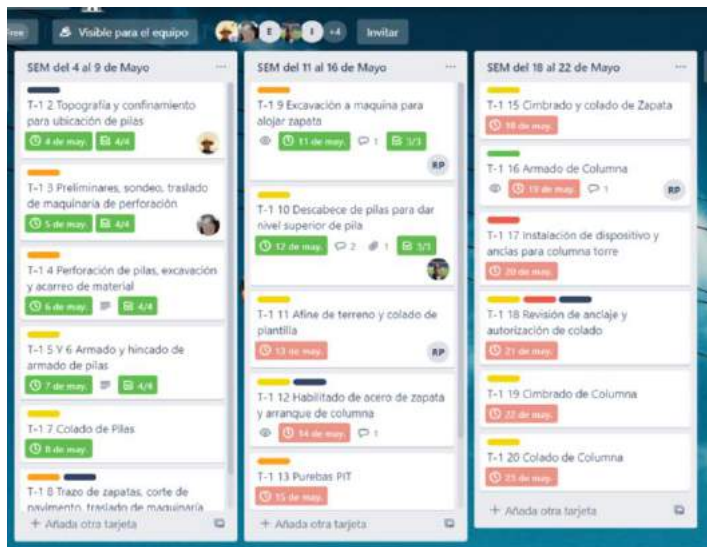 Free
Visible para el equipo
E
I
+4
Invitar
SEM del 4 al 9 de Mayo
T-1 2 Topografía y confinamiento
para ubicación de pilas
4 de may. 4/4
T-1 3 Preliminares, sondeo, traslado
de maquinaria de perforación
5 de may. 4/4
T-1 4 Perforación de pilas, excavación
y acarreo de material
6 de may. 4/4
T-1 5 Y 6 Armado y hincado de
armado de pilas
7 de may. 4/4
T-1 7 Colado de Pilas
8 de may.
T-1 8 Trazo de zapatas, corte de
pavimento, traslado de maquinaria
+ Añada otra tarjeta
SEM del 11 al 16 de Mayo
T-1 9 Excavación a maquina para
alojar zapata
11 de may. 1 3/3
RP
T-1 10 Descabece de pilas para dar
nivel superior de pila
12 de may. 2 1 3/3
T-1 11 Afine de terreno y colado de
plantilla
13 de may.
RP
T-1 12 Habilitado de acero de zapata
y arranque de columna
14 de may. 1
T-1 13 Purebas PIT
15 de may.
+ Añada otra tarjeta
SEM del 18 al 22 de Mayo
T-1 15 Cimbrado y colado de Zapata
18 de may.
T-1 16 Armado de Columna
19 de may. 1
RP
T-1 17 Instalación de dispositivo y
anclas para columna torre
20 de may.
T-1 18 Revisión de anclaje y
autorización de colado
21 de may.
T-1 19 Cimbrado de Columna
22 de may.
T-1 20 Colado de Columna
23 de may.
+ Añada otra tarjeta